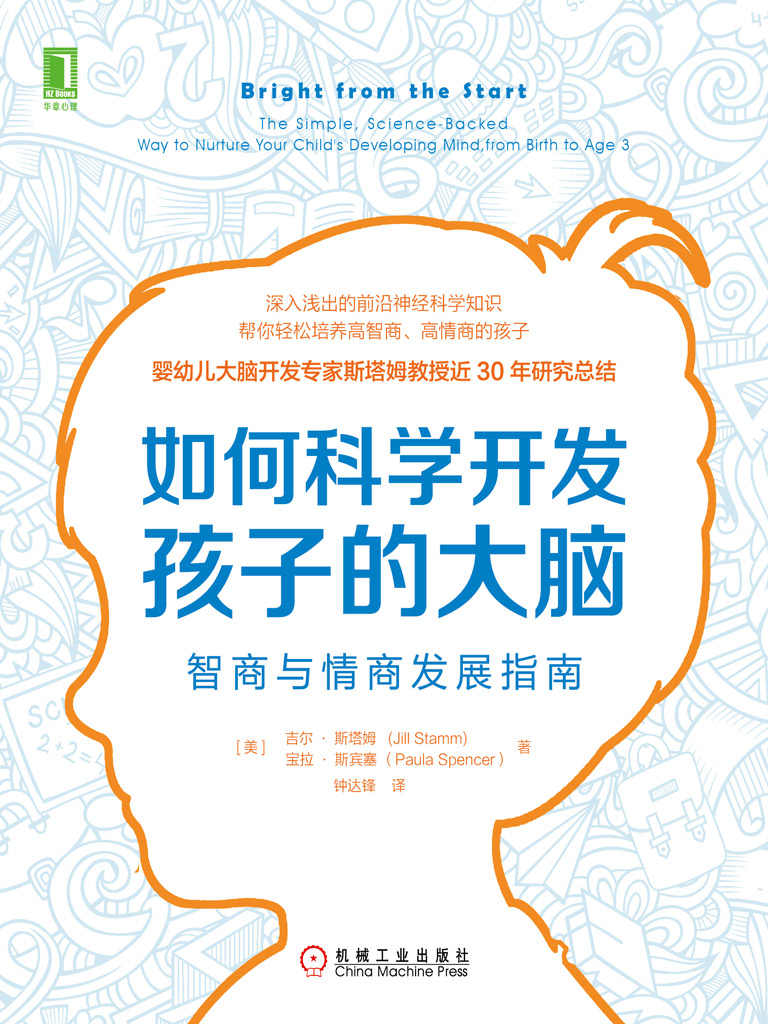 HZ Books
华章心理
Bright from the Start
The Simple, Science-Backed
Way to Nurture Your Child's Developing Mind,from Birth to Age 3
深入浅出的前沿神经科学知识
帮你轻松培养高智商、高情商的孩子
婴幼儿大脑开发专家斯塔姆教授近 30 年研究总结
如何科学开发
孩子的大脑
智商与情商发展指南
[美] 吉尔·斯塔姆 (Jill Stamm)
宝拉·斯宾塞 (Paula Spencer) 著
钟达锋 译
SC
2+2=
机械工业出版社
China Machine Press